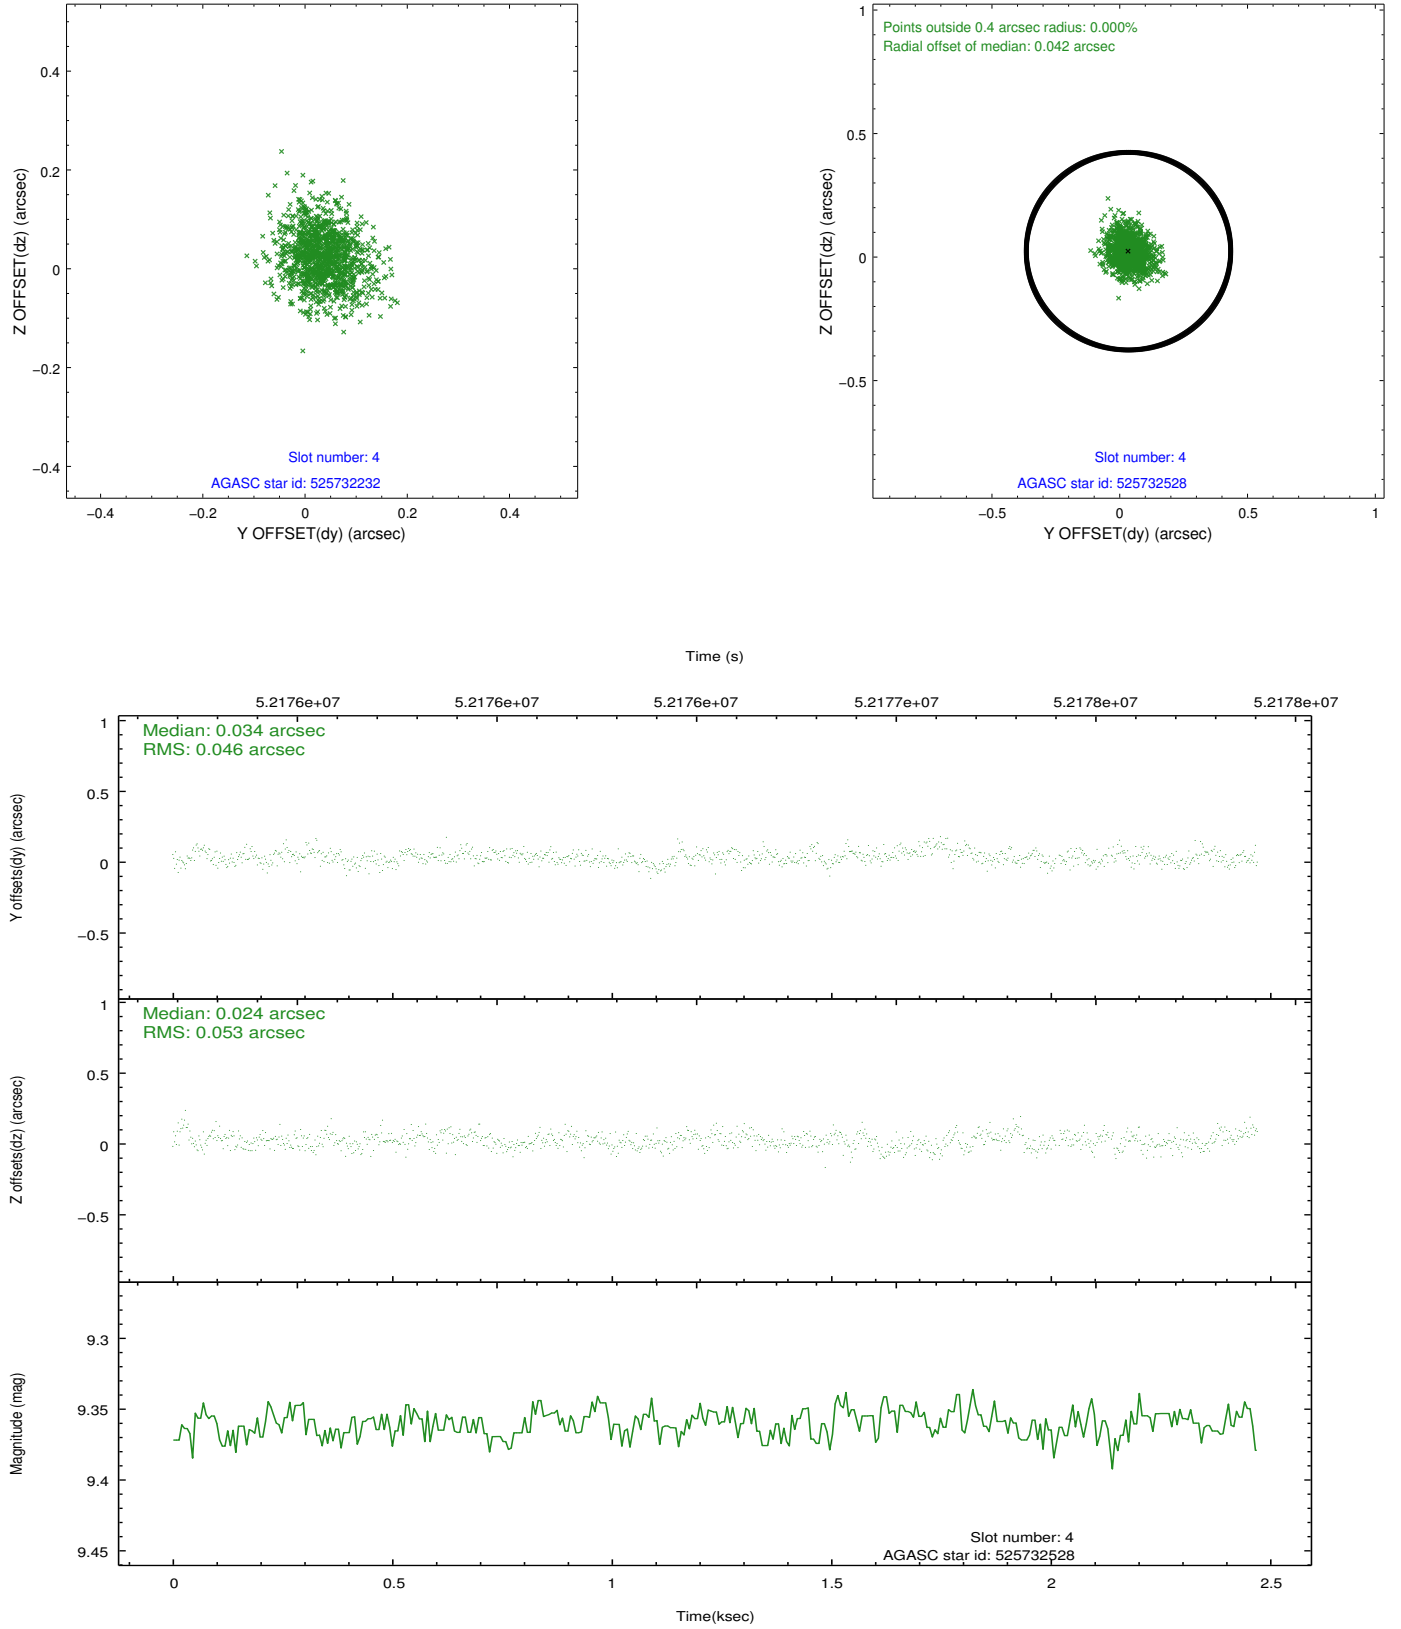 0.4
0.2
0
−0.2
−0.4
Z OFFSET(dz) (arcsec)
Slot number: 4
AGASC star id: 525732232
−0.4
−0.2
0
0.2
0.4
Y OFFSET(dy) (arcsec)
Points outside 0.4 arcsec radius: 0.000%
Radial offset of median: 0.042 arcsec
1
0.5
0
−0.5
Z OFFSET(dz) (arcsec)
Slot number: 4
AGASC star id: 525732528
−0.5
0
0.5
1
Y OFFSET(dy) (arcsec)
Time (s)
5.2176e+07
5.2176e+07
5.2176e+07
5.2177e+07
5.2178e+07
5.2178e+07
Median: 0.034 arcsec
RMS: 0.046 arcsec
1
0.5
0
−0.5
Y offsets(dy) (arcsec)
Median: 0.024 arcsec
RMS: 0.053 arcsec
1
0.5
0
−0.5
Z offsets(dz) (arcsec)
9.3
9.35
9.4
9.45
Magnitude (mag)
Slot number: 4
AGASC star id: 525732528
0
0.5
1
1.5
2
2.5
Time(ksec)